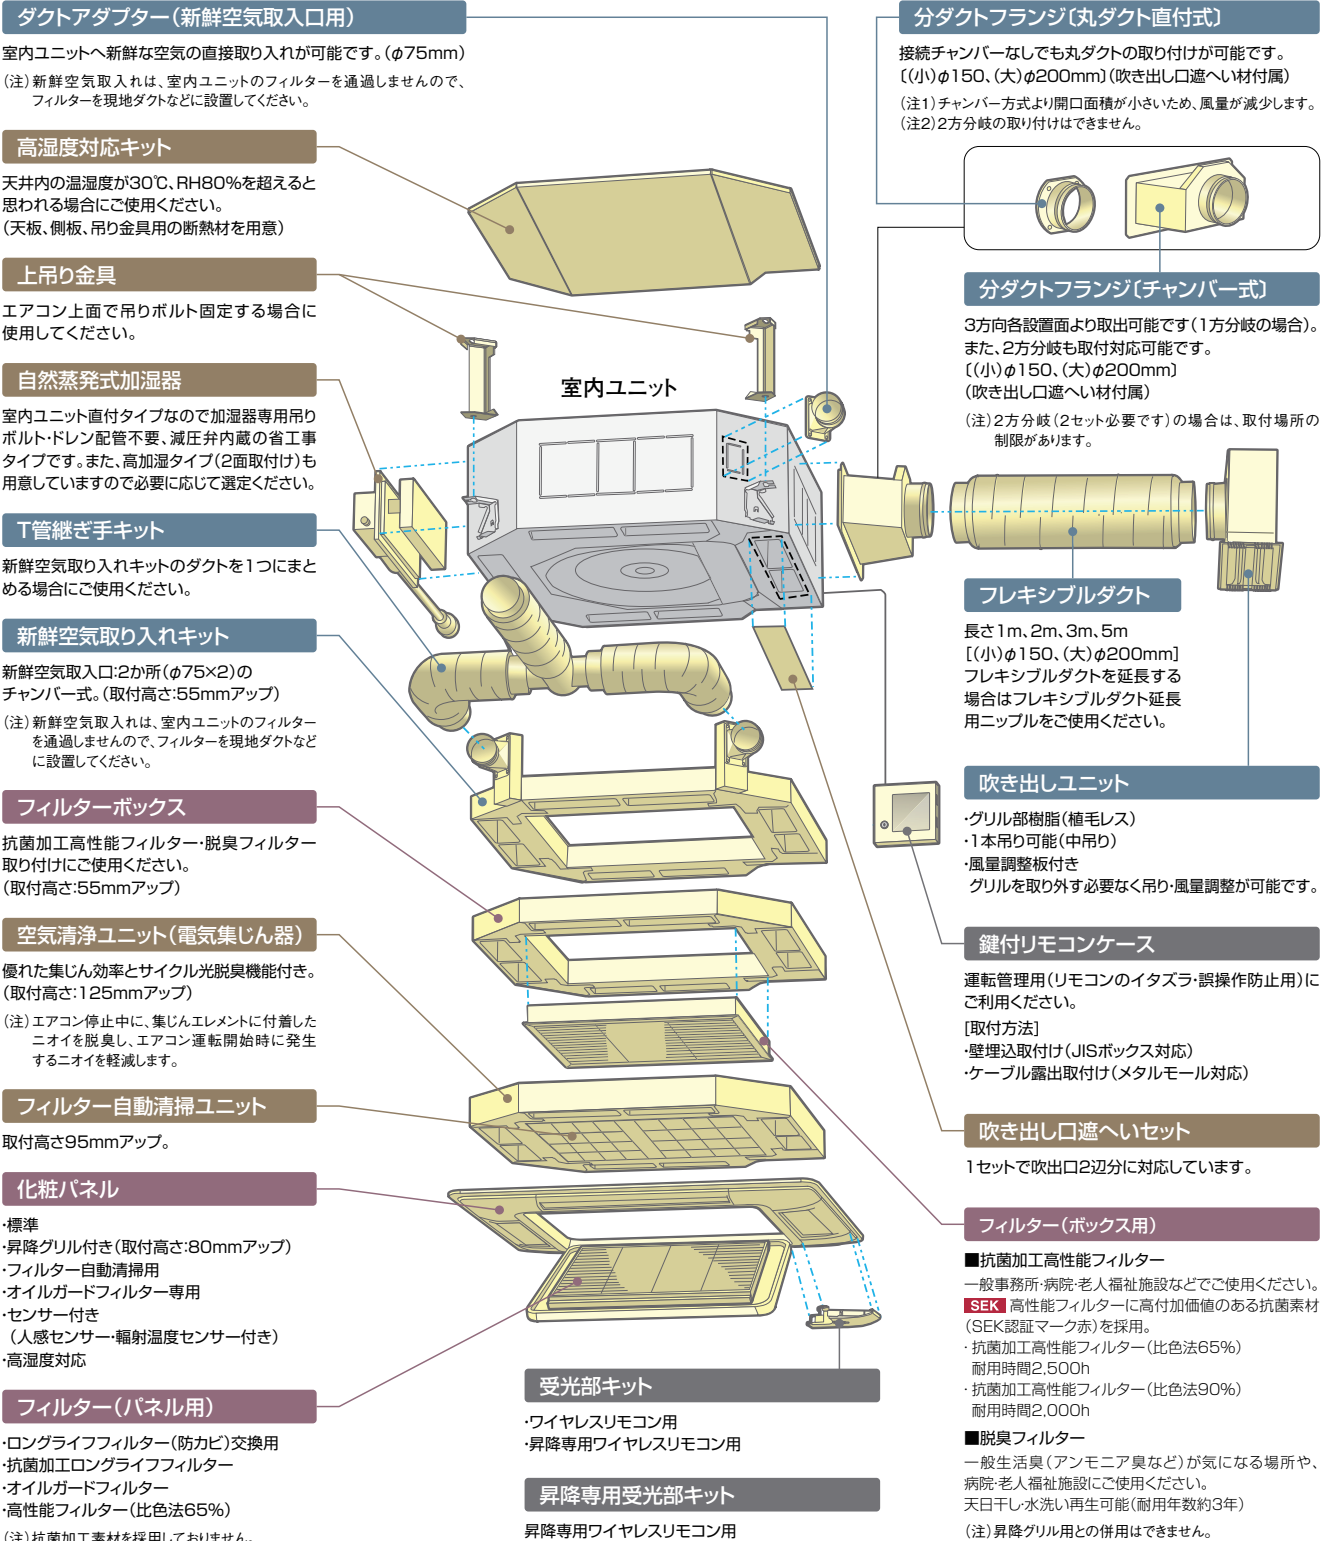 ダクトアダプター(新鮮空気取入口用)
室内ユニットへ新鮮な空気の直接取り入れが可能です。(φ75mm)
(注)新鮮空気取入れは、室内ユニットのフィルターを通過しませんので、
フィルターを現地ダクトなどに設置してください。
高湿度対応キット
天井内の温湿度が30℃、RH80%を超えると
思われる場合にご使用ください。
(天板、側板、吊り金具用の断熱材を用意)
上吊り金具
エアコン上面で吊りボルト固定する場合に
使用してください。
自然蒸発式加湿器
室内ユニット直付タイプなので加湿器専用吊り
ボルト・ドレン配管不要、減圧弁内蔵の省工事
タイプです。また、高加湿タイプ(2面取付け)も
用意していますので必要に応じて選定ください。
T管継ぎ手キット
新鮮空気取り入れキットのダクトを1つにまと
める場合にご使用ください。
新鮮空気取り入れキット
新鮮空気取入口:2か所(φ75×2)の
チャンバー式。(取付高さ:55mmアップ)
(注)新鮮空気取入れは、室内ユニットのフィルター
を通過しませんので、フィルターを現地ダクトなど
に設置してください。
フィルターボックス
抗菌加工高性能フィルター・脱臭フィルター
取り付けにご使用ください。
(取付高さ:55mmアップ)
空気清浄ユニット(電気集じん器)
優れた集じん効率とサイクル光脱臭機能付き。
(取付高さ:125mmアップ)
(注)エアコン停止中に、集じんエレメントに付着した
ニオイを脱臭し、エアコン運転開始時に発生
するニオイを軽減します。
フィルター自動清掃ユニット
取付高さ95mmアップ。
化粧パネル
・標準
・昇降グリル付き(取付高さ:80mmアップ)
・フィルター自動清掃用
・オイルガードフィルター専用
・センサー付き
(人感センサー・輻射温度センサー付き)
・高湿度対応
フィルター(パネル用)
・ロングライフフィルター(防カビ)交換用
・抗菌加工ロングライフフィルター
・オイルガードフィルター
・高性能フィルター(比色法65%)
(注)抗菌加工素材を採用しておりません。
室内ユニット
受光部キット
・ワイヤレスリモコン用
・昇降専用ワイヤレスリモコン用
昇降専用受光部キット
昇降専用ワイヤレスリモコン用
分ダクトフランジ〔丸ダクト直付式〕
接続チャンバーなしでも丸ダクトの取り付けが可能です。
〔(小)φ150、(大)φ200mm〕(吹き出し口遮へい材付属)
(注1)チャンバー方式より開口面積が小さいため、風量が減少します。
(注2)2方分岐の取り付けはできません。
分ダクトフランジ〔チャンバー式〕
3方向各設置面より取出可能です(1方分岐の場合)。
また、2方分岐も取付対応可能です。
〔(小)φ150、(大)φ200mm〕
(吹き出し口遮へい材付属)
(注)2方分岐(2セット必要です)の場合は、取付場所の
制限があります。
フレキシブルダクト
長さ1m、2m、3m、5m
[(小)φ150、(大)φ200mm]
フレキシブルダクトを延長する
場合はフレキシブルダクト延長
用ニップルをご使用ください。
吹き出しユニット
・グリル部樹脂(植毛レス)
・1本吊り可能(中吊り)
・風量調整板付き
グリルを取り外す必要なく吊り・風量調整が可能です。
鍵付リモコンケース
運転管理用(リモコンのイタズラ・誤操作防止用)に
ご利用ください。
[取付方法]
・壁埋込取付け(JISボックス対応)
・ケーブル露出取付け(メタルモール対応)
吹き出し口遮へいセット
1セットで吹出口2辺分に対応しています。
フィルター(ボックス用)
■抗菌加工高性能フィルター
一般事務所・病院・老人福祉施設などでご使用ください。
SEK 高性能フィルターに高付加価値のある抗菌素材
(SEK認証マーク赤)を採用。
・抗菌加工高性能フィルター(比色法65%)
耐用時間2,500h
・抗菌加工高性能フィルター(比色法90%)
耐用時間2,000h
■脱臭フィルター
一般生活臭(アンモニア臭など)が気になる場所や、
病院・老人福祉施設にご使用ください。
天日干し・水洗い再生可能(耐用年数約3年)
(注)昇降グリル用との併用はできません。